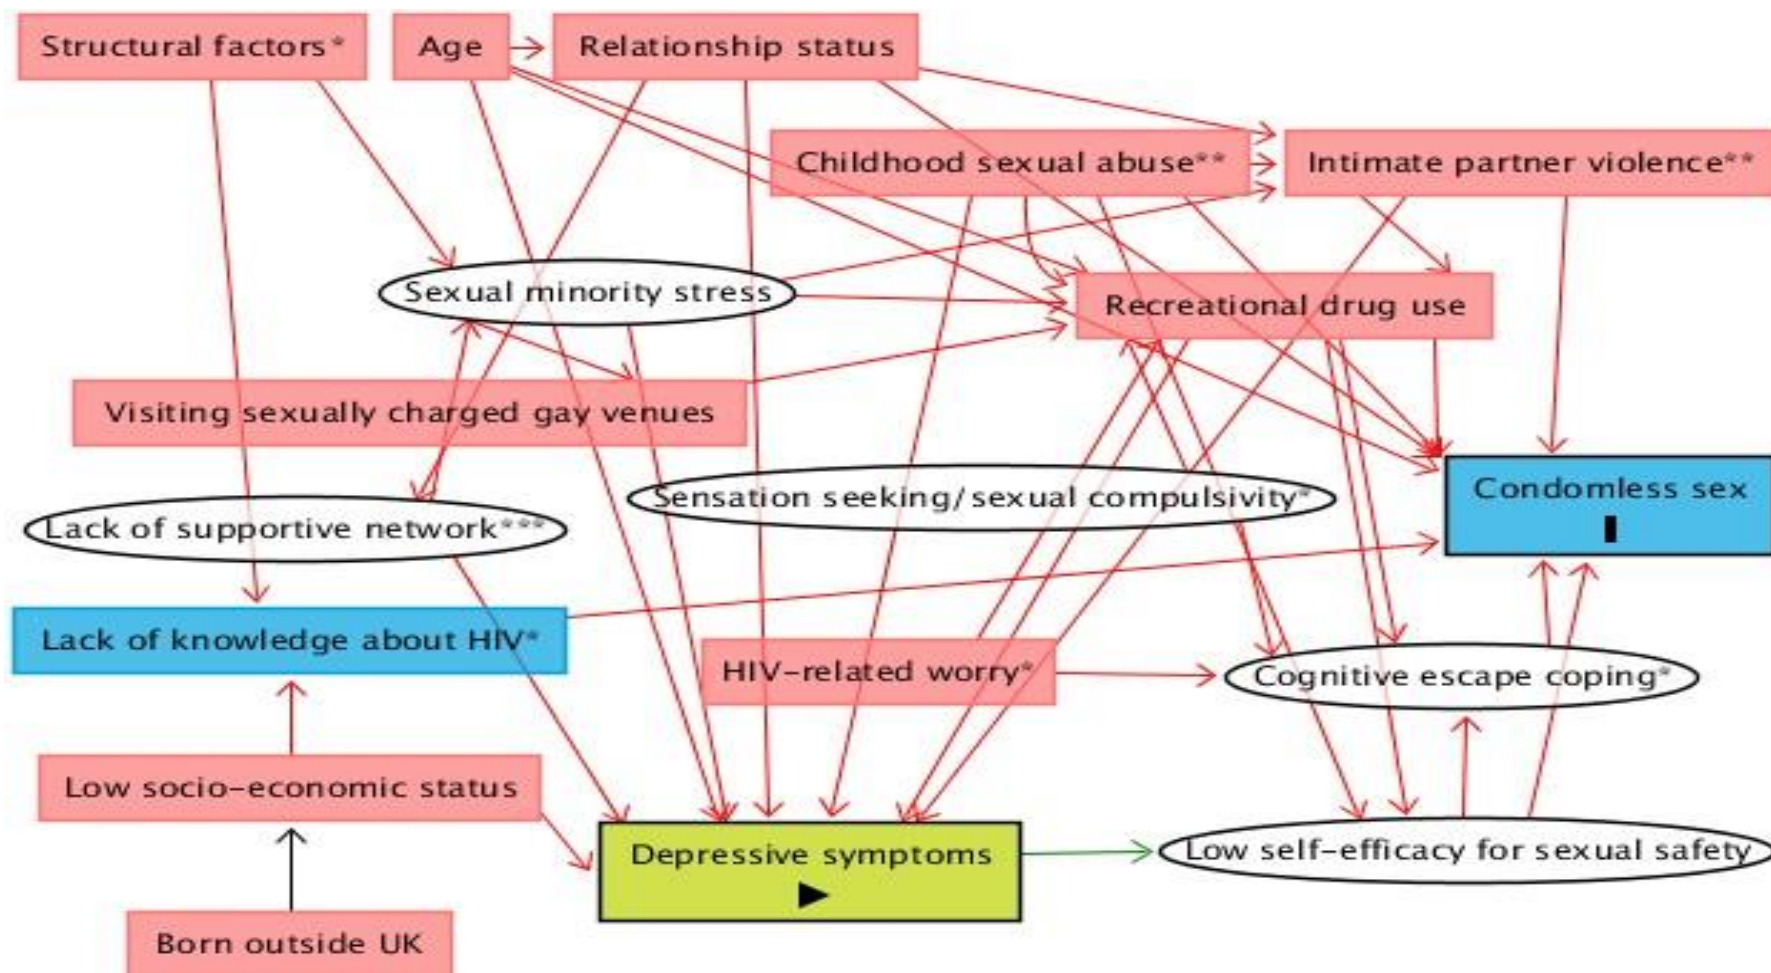 Structural factors*
Age
Relationship status
Childhood sexual abuse**
Intimate partner violence**
Sexual minority stress
Recreational drug use
Visiting sexually charged gay venues
Sensation seeking/sexual compulsivity*
Condomless sex
Lack of supportive network***
Lack of knowledge about HIV*
HIV-related worry*
Cognitive escape coping*
Low socio-economic status
Depressive symptoms
Low self-efficacy for sexual safety
Born outside UK